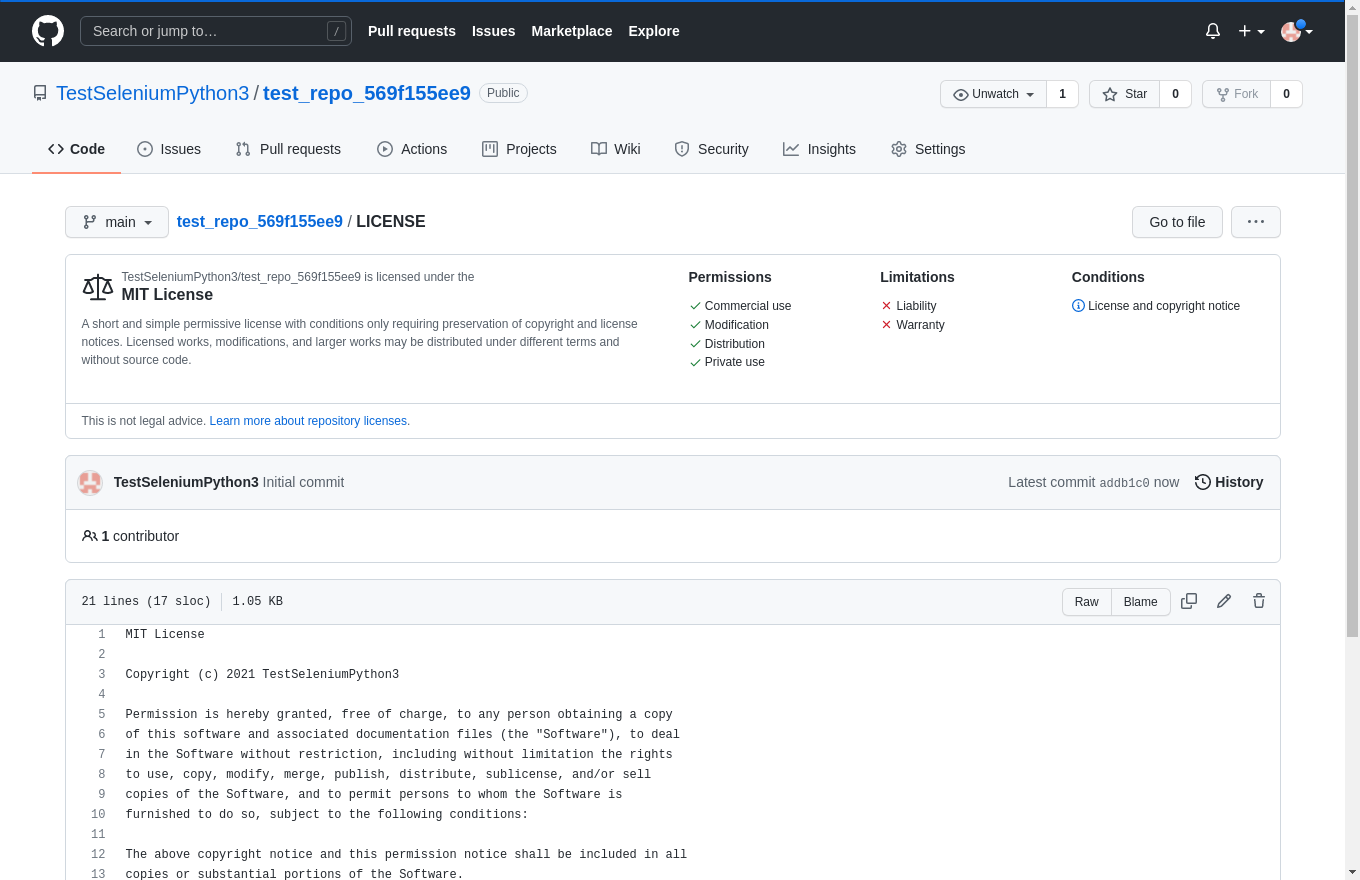 Search or jump to… /
Pull requests Issues Marketplace Explore
TestSeleniumPython3 / test_repo_569f155ee9 Public
Unwatch 1 Star 0 Fork 0
Code Issues Pull requests Actions Projects Wiki Security Insights Settings
main test_repo_569f155ee9 / LICENSE Go to file ···
TestSeleniumPython3/test_repo_569f155ee9 is licensed under the
MIT License
A short and simple permissive license with conditions only requiring preservation of copyright and license
notices. Licensed works, modifications, and larger works may be distributed under different terms and
without source code.
Permissions
Commercial use
Modification
Distribution
Private use
Limitations
Liability
Warranty
Conditions
License and copyright notice
This is not legal advice. Learn more about repository licenses.
TestSeleniumPython3 Initial commit Latest commit addb1c0 now History
1 contributor
21 lines (17 sloc) 1.05 KB Raw Blame
1 MIT License
2
3 Copyright (c) 2021 TestSeleniumPython3
4
5 Permission is hereby granted, free of charge, to any person obtaining a copy
6 of this software and associated documentation files (the "Software"), to deal
7 in the Software without restriction, including without limitation the rights
8 to use, copy, modify, merge, publish, distribute, sublicense, and/or sell
9 copies of the Software, and to permit persons to whom the Software is
10 furnished to do so, subject to the following conditions:
11
12 The above copyright notice and this permission notice shall be included in all
13 copies or substantial portions of the Software.